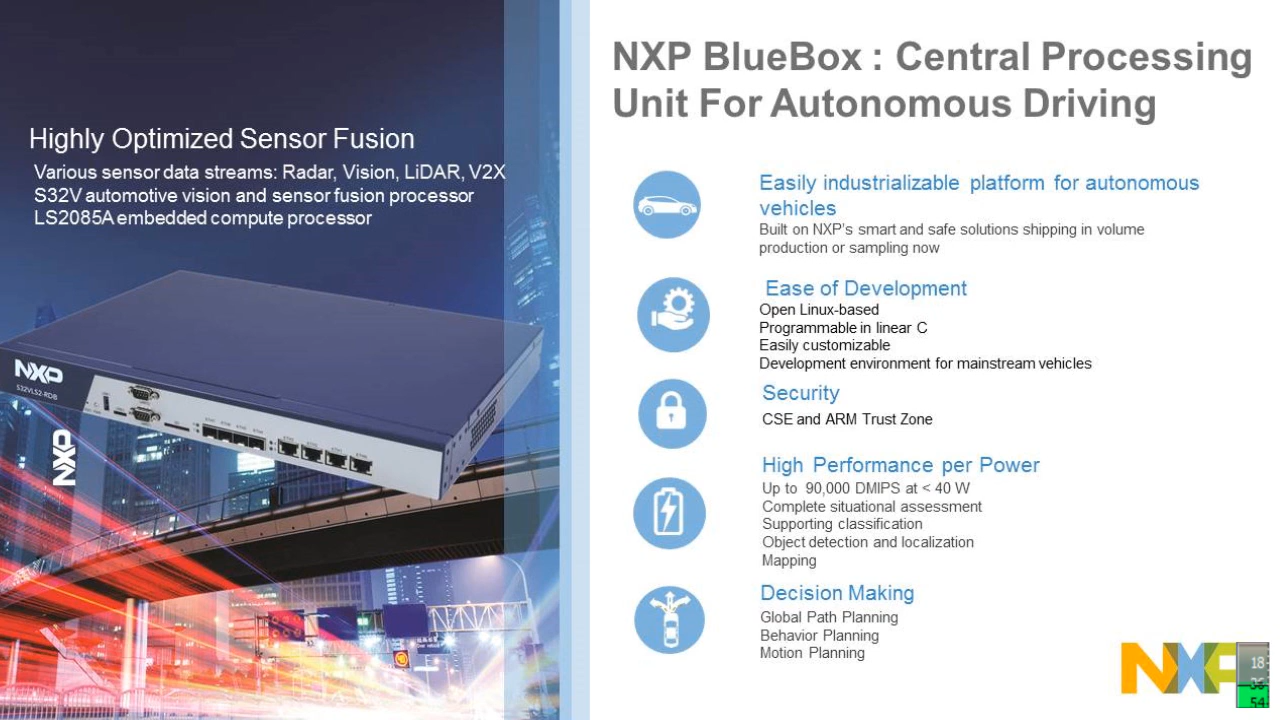 Highly Optimized Sensor Fusion
Various sensor data streams: Radar, Vision, LiDAR, V2X
S32V automotive vision and sensor fusion processor
LS2085A embedded compute processor
NXP
S32VLS2-RDB
NXP
NXP BlueBox : Central Processing
Unit For Autonomous Driving
Easily industrializable platform for autonomous
vehicles
Built on NXP's smart and safe solutions shipping in volume
production or sampling now
Ease of Development
Open Linux-based
Programmable in linear C
Easily customizable
Development environment for mainstream vehicles
Security
CSE and ARM Trust Zone
High Performance per Power
Up to 90,000 DMIPS at < 40 W
Complete situational assessment
Supporting classification
Object detection and localization
Mapping
Decision Making
Global Path Planning
Behavior Planning
Motion Planning
NXP
18
36
54